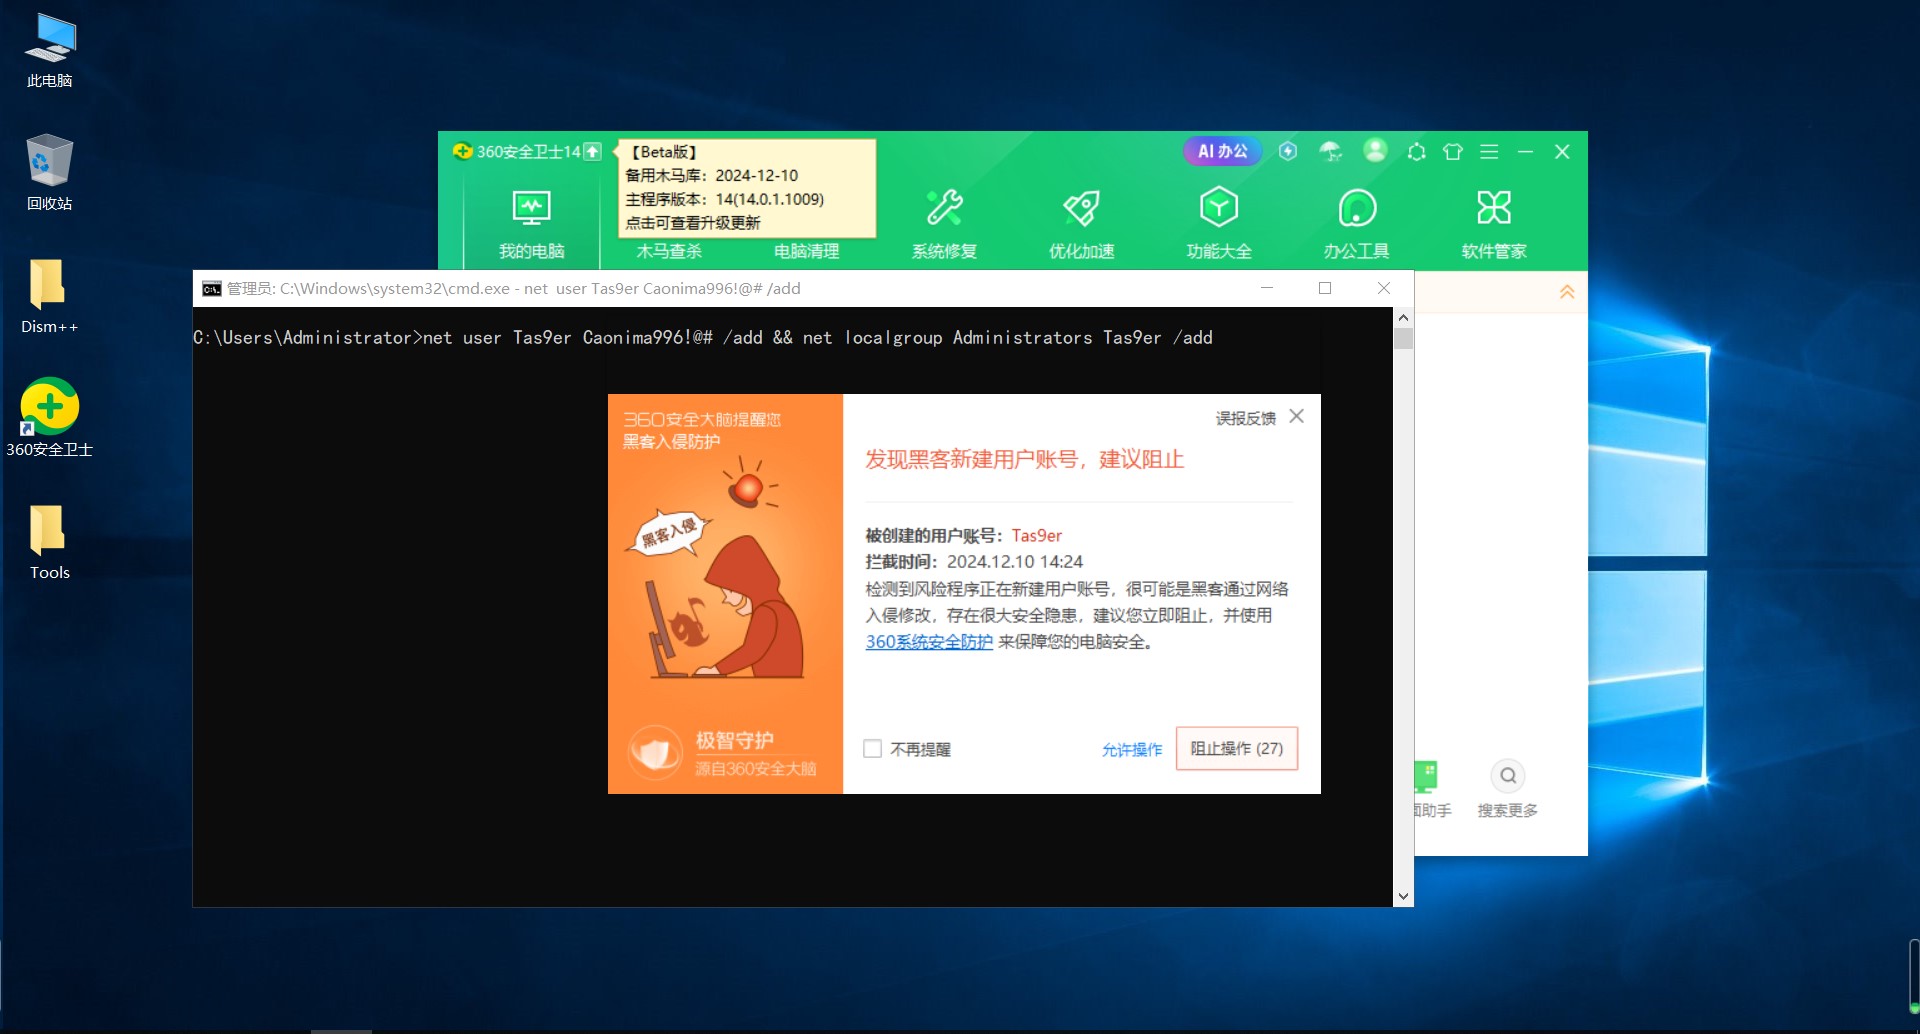 此电脑
回收站
Dism++
360安全卫士
Tools
360安全卫士14
【Beta版】
备用木马库：2024-12-10
主程序版本：14(14.0.1.1009)
点击可查看升级更新
AI 办公
我的电脑
木马查杀
电脑清理
系统修复
优化加速
功能大全
办公工具
软件管家
管理员: C:\Windows\system32\cmd.exe - net  user Tas9er Caonima996!@# /add
C:\Users\Administrator>net user Tas9er Caonima996!@# /add && net localgroup Administrators Tas9er /add
360安全大脑提醒您
黑客入侵防护
黑客入侵
极智守护
源自360安全大脑
误报反馈
发现黑客新建用户账号，建议阻止
被创建的用户账号：Tas9er
拦截时间：2024.12.10 14:24
检测到风险程序正在新建用户账号，很可能是黑客通过网络
入侵修改，存在很大安全隐患，建议您立即阻止，并使用
360系统安全防护 来保障您的电脑安全。
不再提醒
允许操作
阻止操作 (27)
面助手
搜索更多